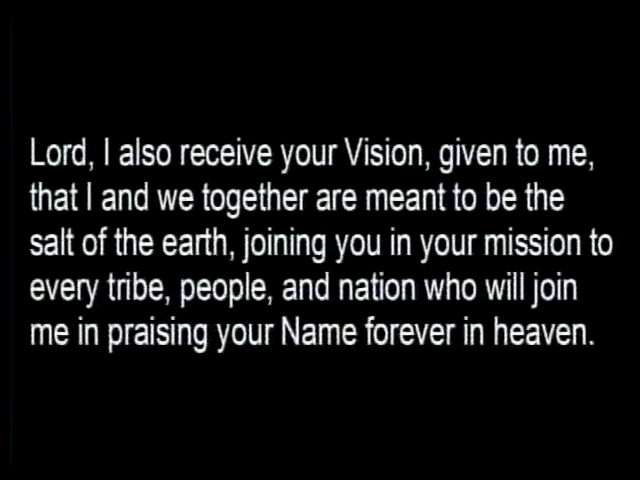 Lord, I also receive your Vision, given to me,
that I and we together are meant to be the
salt of the earth, joining you in your mission to
every tribe, people, and nation who will join
me in praising your Name forever in heaven.